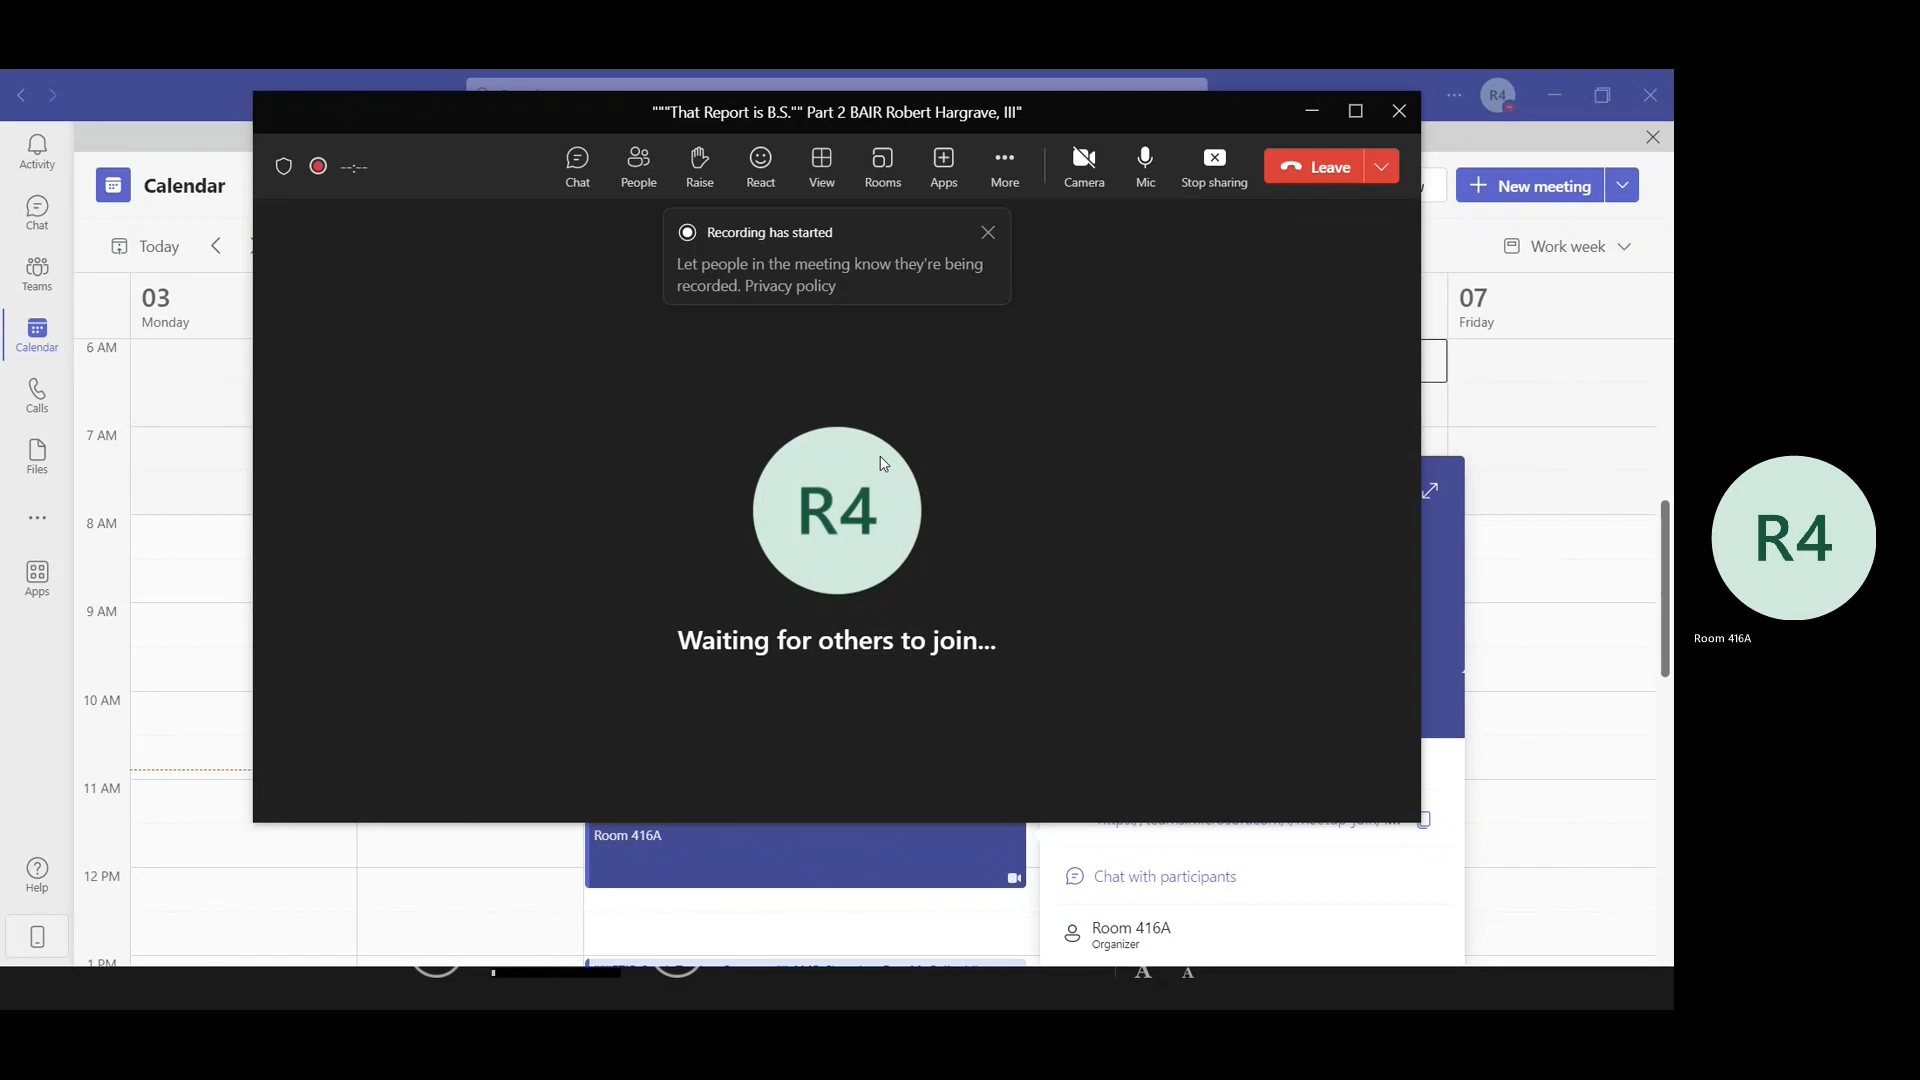 R4
"""That Report is B.S."" Part 2 BAIR Robert Hargrave, III"
Activity
--:--
Chat
People
Raise
React
View
Rooms
Apps
More
Camera
Mic
Stop sharing
Leave
Calendar
New meeting
Chat
Recording has started
Let people in the meeting know they're being
recorded. Privacy policy
Today
Work week
Teams
03
Monday
07
Friday
Calendar
6 AM
Calls
7 AM
Files
8 AM
R4
R4
Apps
9 AM
Waiting for others to join...
Room 416A
10 AM
11 AM
Room 416A
Help
12 PM
Chat with participants
Room 416A
Organizer
1 PM
A A